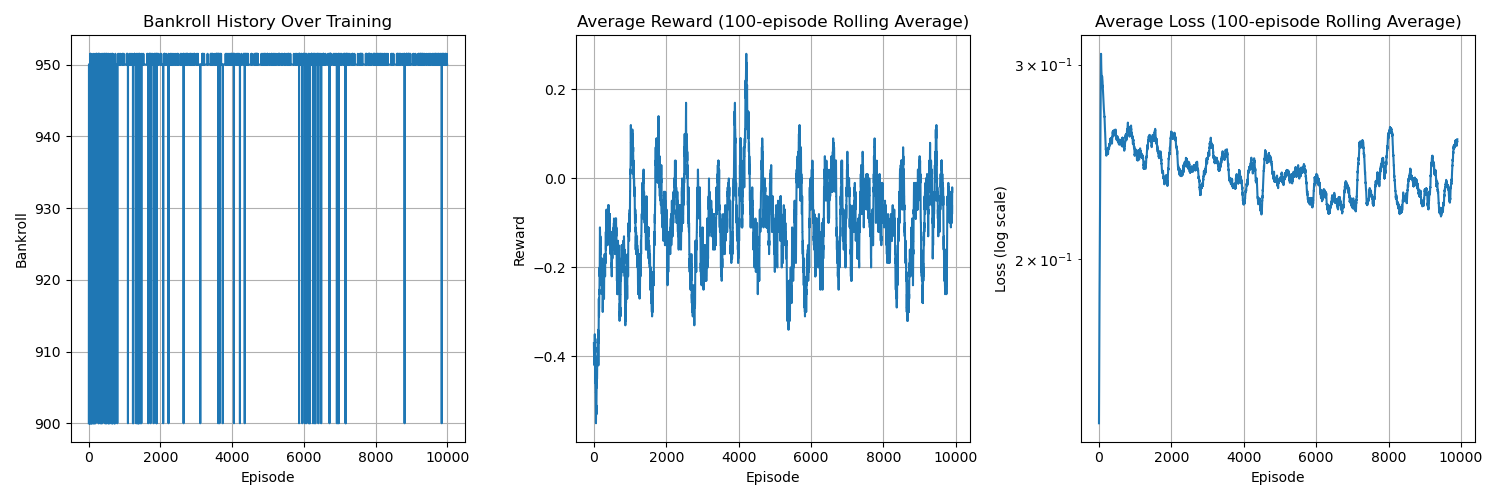 Bankroll History Over Training
950
940
930
920
910
900
Bankroll
0
2000
4000
6000
8000
10000
Episode
Average Reward (100-episode Rolling Average)
0.2
0.0
−0.2
−0.4
Reward
0
2000
4000
6000
8000
10000
Episode
Average Loss (100-episode Rolling Average)
3 × 10⁻¹
2 × 10⁻¹
Loss (log scale)
0
2000
4000
6000
8000
10000
Episode